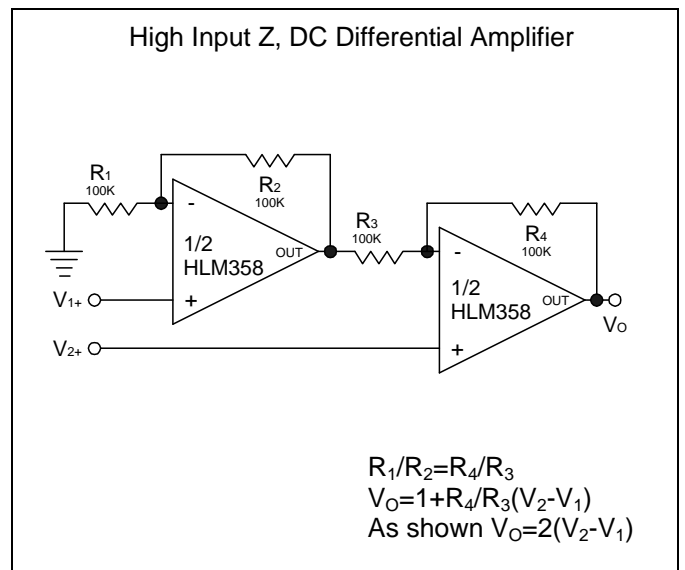 High Input Z, DC Differential Amplifier
R1
100K
R2
100K
R3
100K
R4
100K
-
+
1/2
HLM358
OUT
-
+
1/2
HLM358
OUT
V1+
V2+
VO
R1/R2=R4/R3
VO=1+R4/R3(V2-V1)
As shown VO=2(V2-V1)